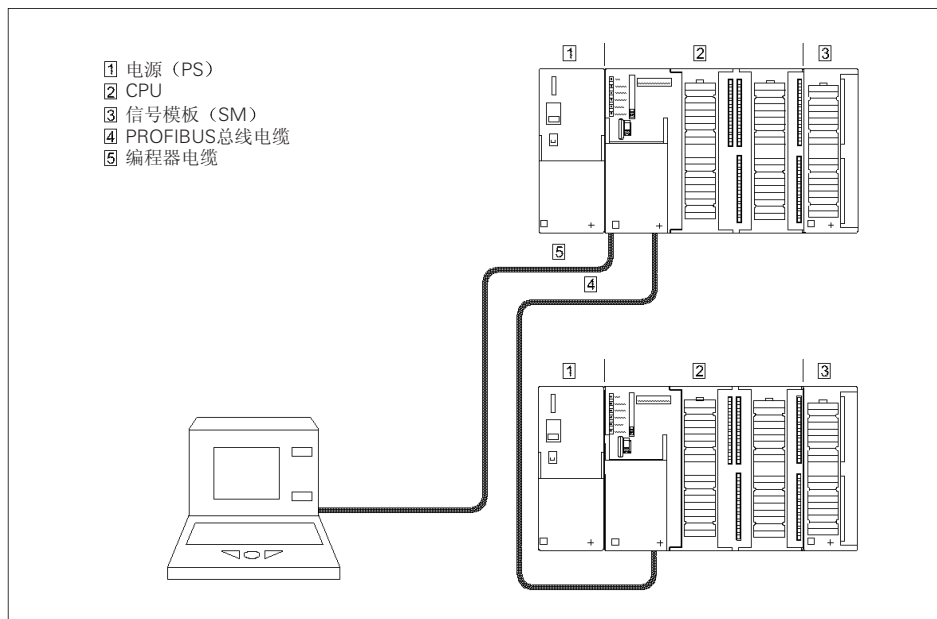 1 电源（PS）
2 CPU
3 信号模板（SM）
4 PROFIBUS总线电缆
5 编程器电缆
1 2 3
5
4
1 2 3